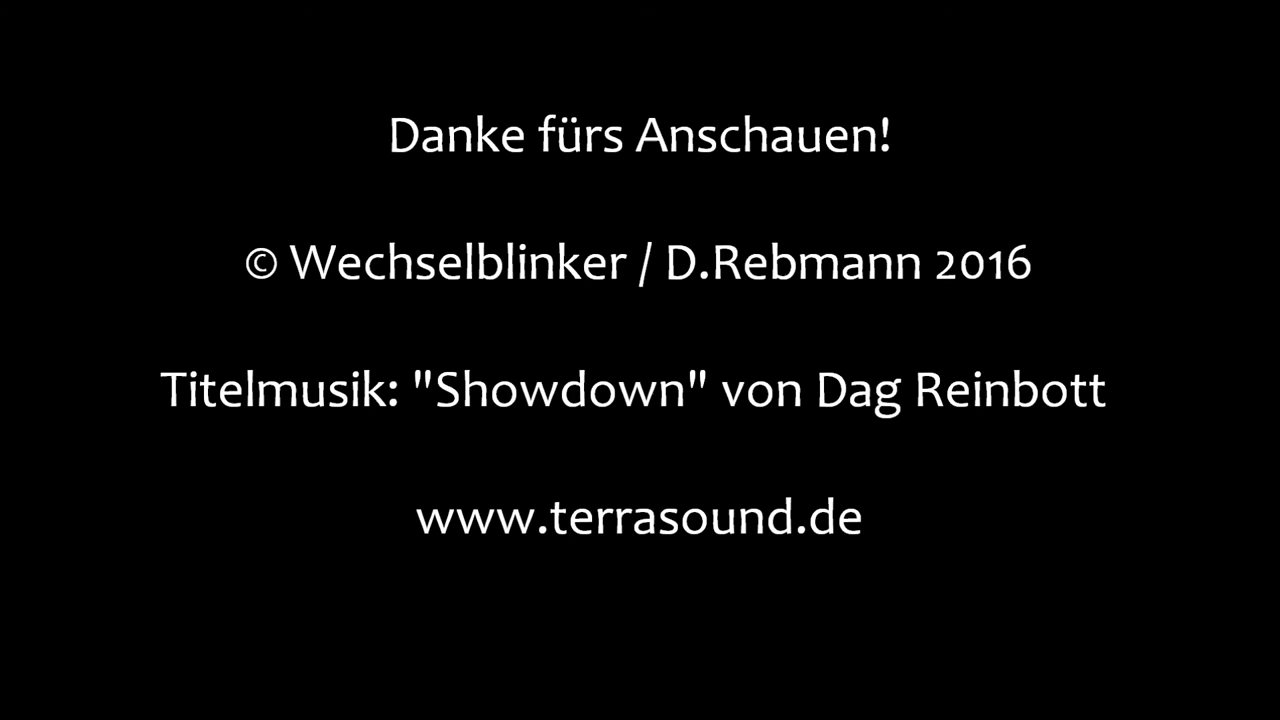 Danke fürs Anschauen!
© Wechselblinker / D.Rebmann 2016
Titelmusik: "Showdown" von Dag Reinbott
www.terrasound.de